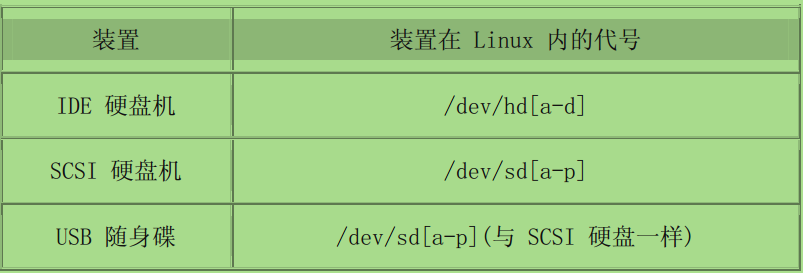 装置 装置在 Linux 内的代号
IDE 硬盘机 /dev/hd[a-d]
SCSI 硬盘机 /dev/sd[a-p]
USB 随身碟 /dev/sd[a-p](与 SCSI 硬盘一样)